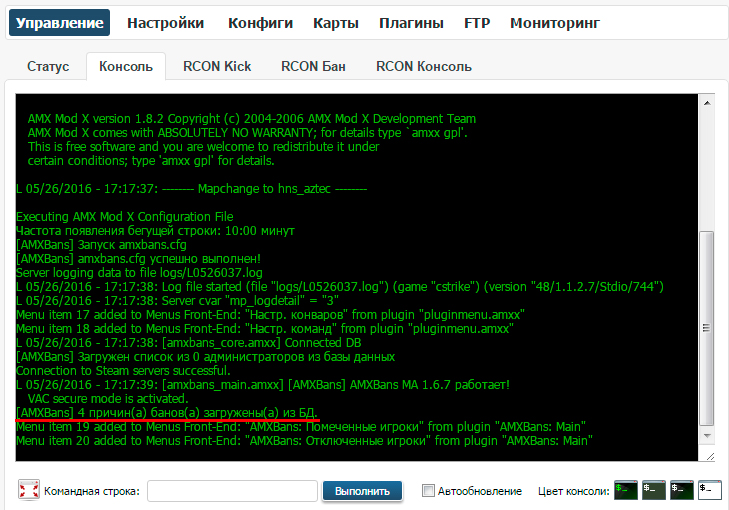 Управление Настройки Конфиги Карты Плагины FTP Мониторинг
Статус Консоль RCON Kick RCON Бан RCON Консоль
AMX Mod X version 1.8.2 Copyright (c) 2004-2006 AMX Mod X Development Team
AMX Mod X comes with ABSOLUTELY NO WARRANTY; for details type `amxx gpl'.
This is free software and you are welcome to redistribute it under
certain conditions; type 'amxx gpl' for details.
L 05/26/2016 - 17:17:37: -------- Mapchange to hns_aztec --------
Executing AMX Mod X Configuration File
Частота появления бегущей строки: 10:00 минут
[AMXBans] Запуск amxbans.cfg
[AMXBans] amxbans.cfg успешно выполнен!
Server logging data to file logs/L0526037.log
L 05/26/2016 - 17:17:38: Log file started (file "logs/L0526037.log") (game "cstrike") (version "48/1.1.2.7/Stdio/744")
L 05/26/2016 - 17:17:38: Server cvar "mp_logdetail" = "3"
Menu item 17 added to Menus Front-End: "Настр. конваров" from plugin "pluginmenu.amxx"
Menu item 18 added to Menus Front-End: "Настр. команд" from plugin "pluginmenu.amxx"
L 05/26/2016 - 17:17:38: [amxbans_core.amxx] Connected DB
[AMXBans] Загружен список из 0 администраторов из базы данных
Connection to Steam servers successful.
L 05/26/2016 - 17:17:39: [amxbans_main.amxx] [AMXBans] AMXBans MA 1.6.7 работает!
VAC secure mode is activated.
[AMXBans] 4 причин(а) банов(а) загружены(а) из БД.
Menu item 19 added to Menus Front-End: "AMXBans: Помеченные игроки" from plugin "AMXBans: Main"
Menu item 20 added to Menus Front-End: "AMXBans: Отключенные игроки" from plugin "AMXBans: Main"
Командная строка: Выполнить Автообновление Цвет консоли: $_ $_ $_ $_